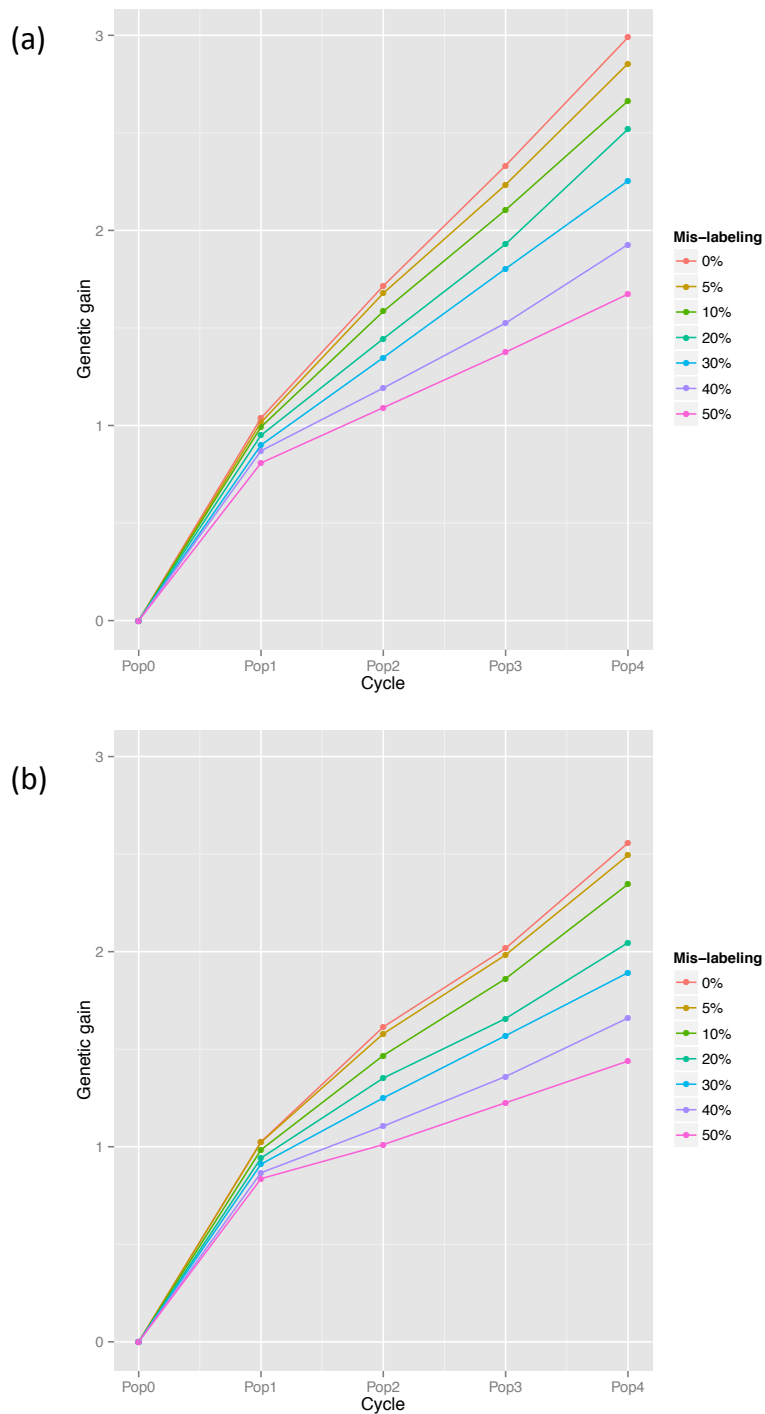 (a)
3
2
1
0
Genetic gain
Pop0 Pop1 Pop2 Pop3 Pop4
Cycle
Mis-labeling
0%
5%
10%
20%
30%
40%
50%
(b)
3
2
1
0
Genetic gain
Pop0 Pop1 Pop2 Pop3 Pop4
Cycle
Mis-labeling
0%
5%
10%
20%
30%
40%
50%